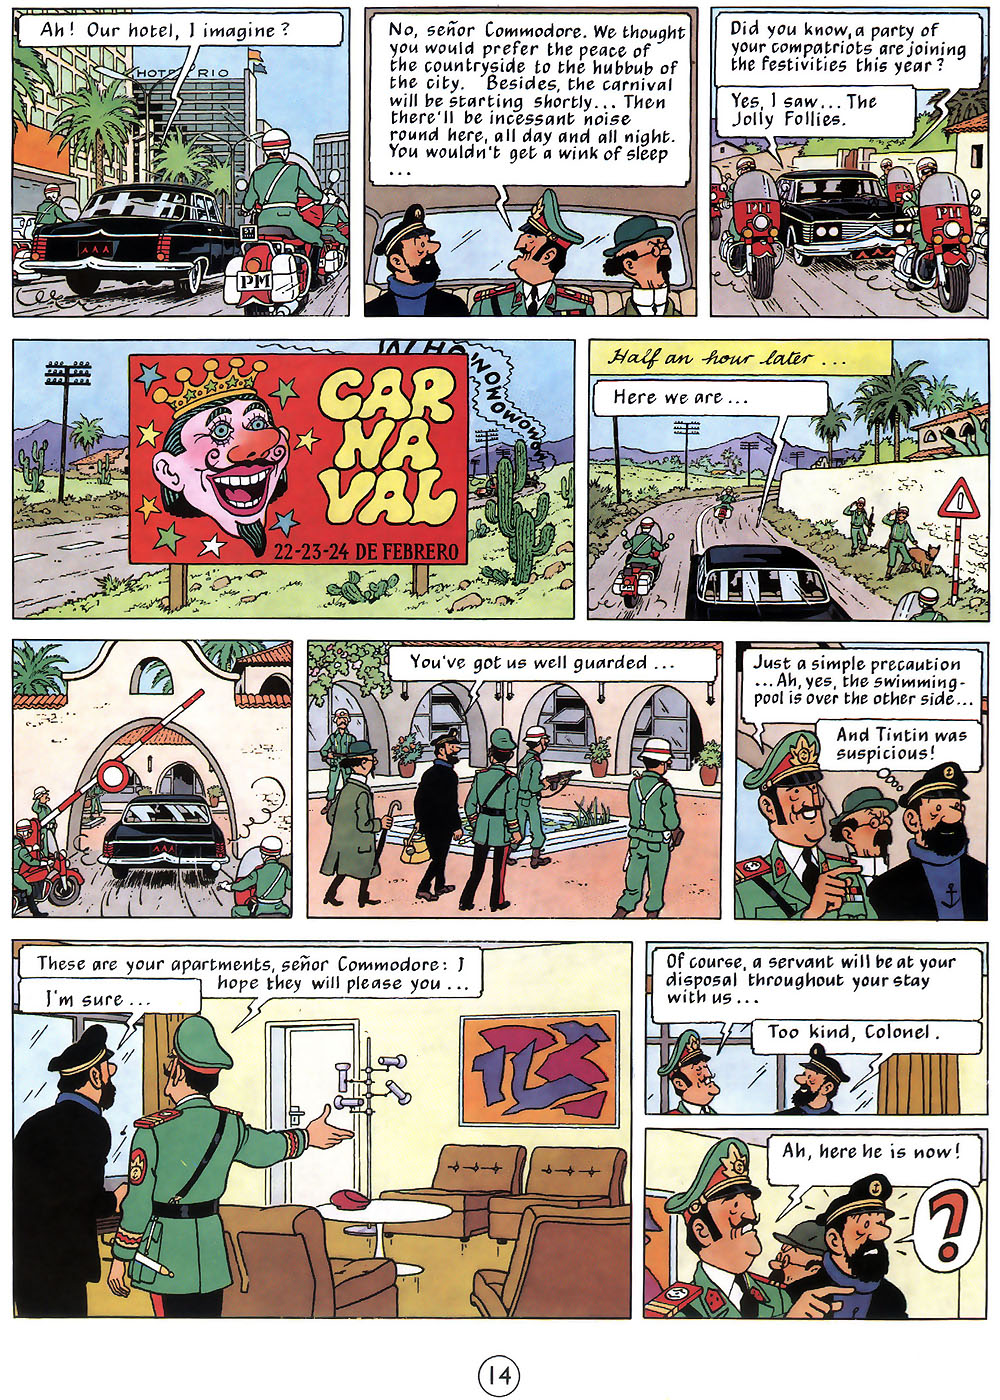 Ah! Our hotel, I imagine?
HOTEL RIO
PM
No, señor Commodore. We thought
you would prefer the peace of
the countryside to the hubbub of
the city. Besides, the carnival
will be starting shortly... Then
there'll be incessant noise
round here, all day and all night.
You wouldn't get a wink of sleep
...
Did you know, a party of
your compatriots are joining
the festivities this year?
Yes, I saw... The
Jolly Follies.
PM
PM
WHOWOWOWOWOWOW
CAR
NA
VAL
22-23-24 DE FEBRERO
Half an hour later ...
Here we are ...
You've got us well guarded ...
Just a simple precaution
... Ah, yes, the swimming-
pool is over the other side...
And Tintin was
suspicious!
These are your apartments, señor Commodore: I
hope they will please you ...
I'm sure ...
Of course, a servant will be at your
disposal throughout your stay
with us ...
Too kind, Colonel.
Ah, here he is now!
?
14